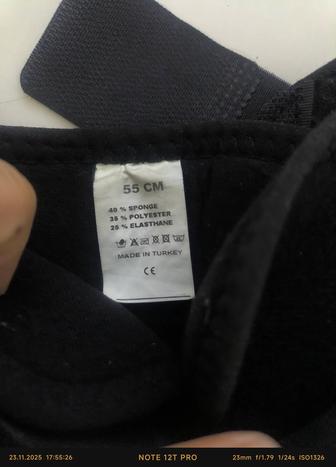 55 CM
40 % SPONGE
35 % POLYESTER
25 % ELASTHANE
MADE IN TURKEY
CE
23.11.2025 17:55:26
NOTE 12T PRO
23mm f/1.79 1/24s ISO1326